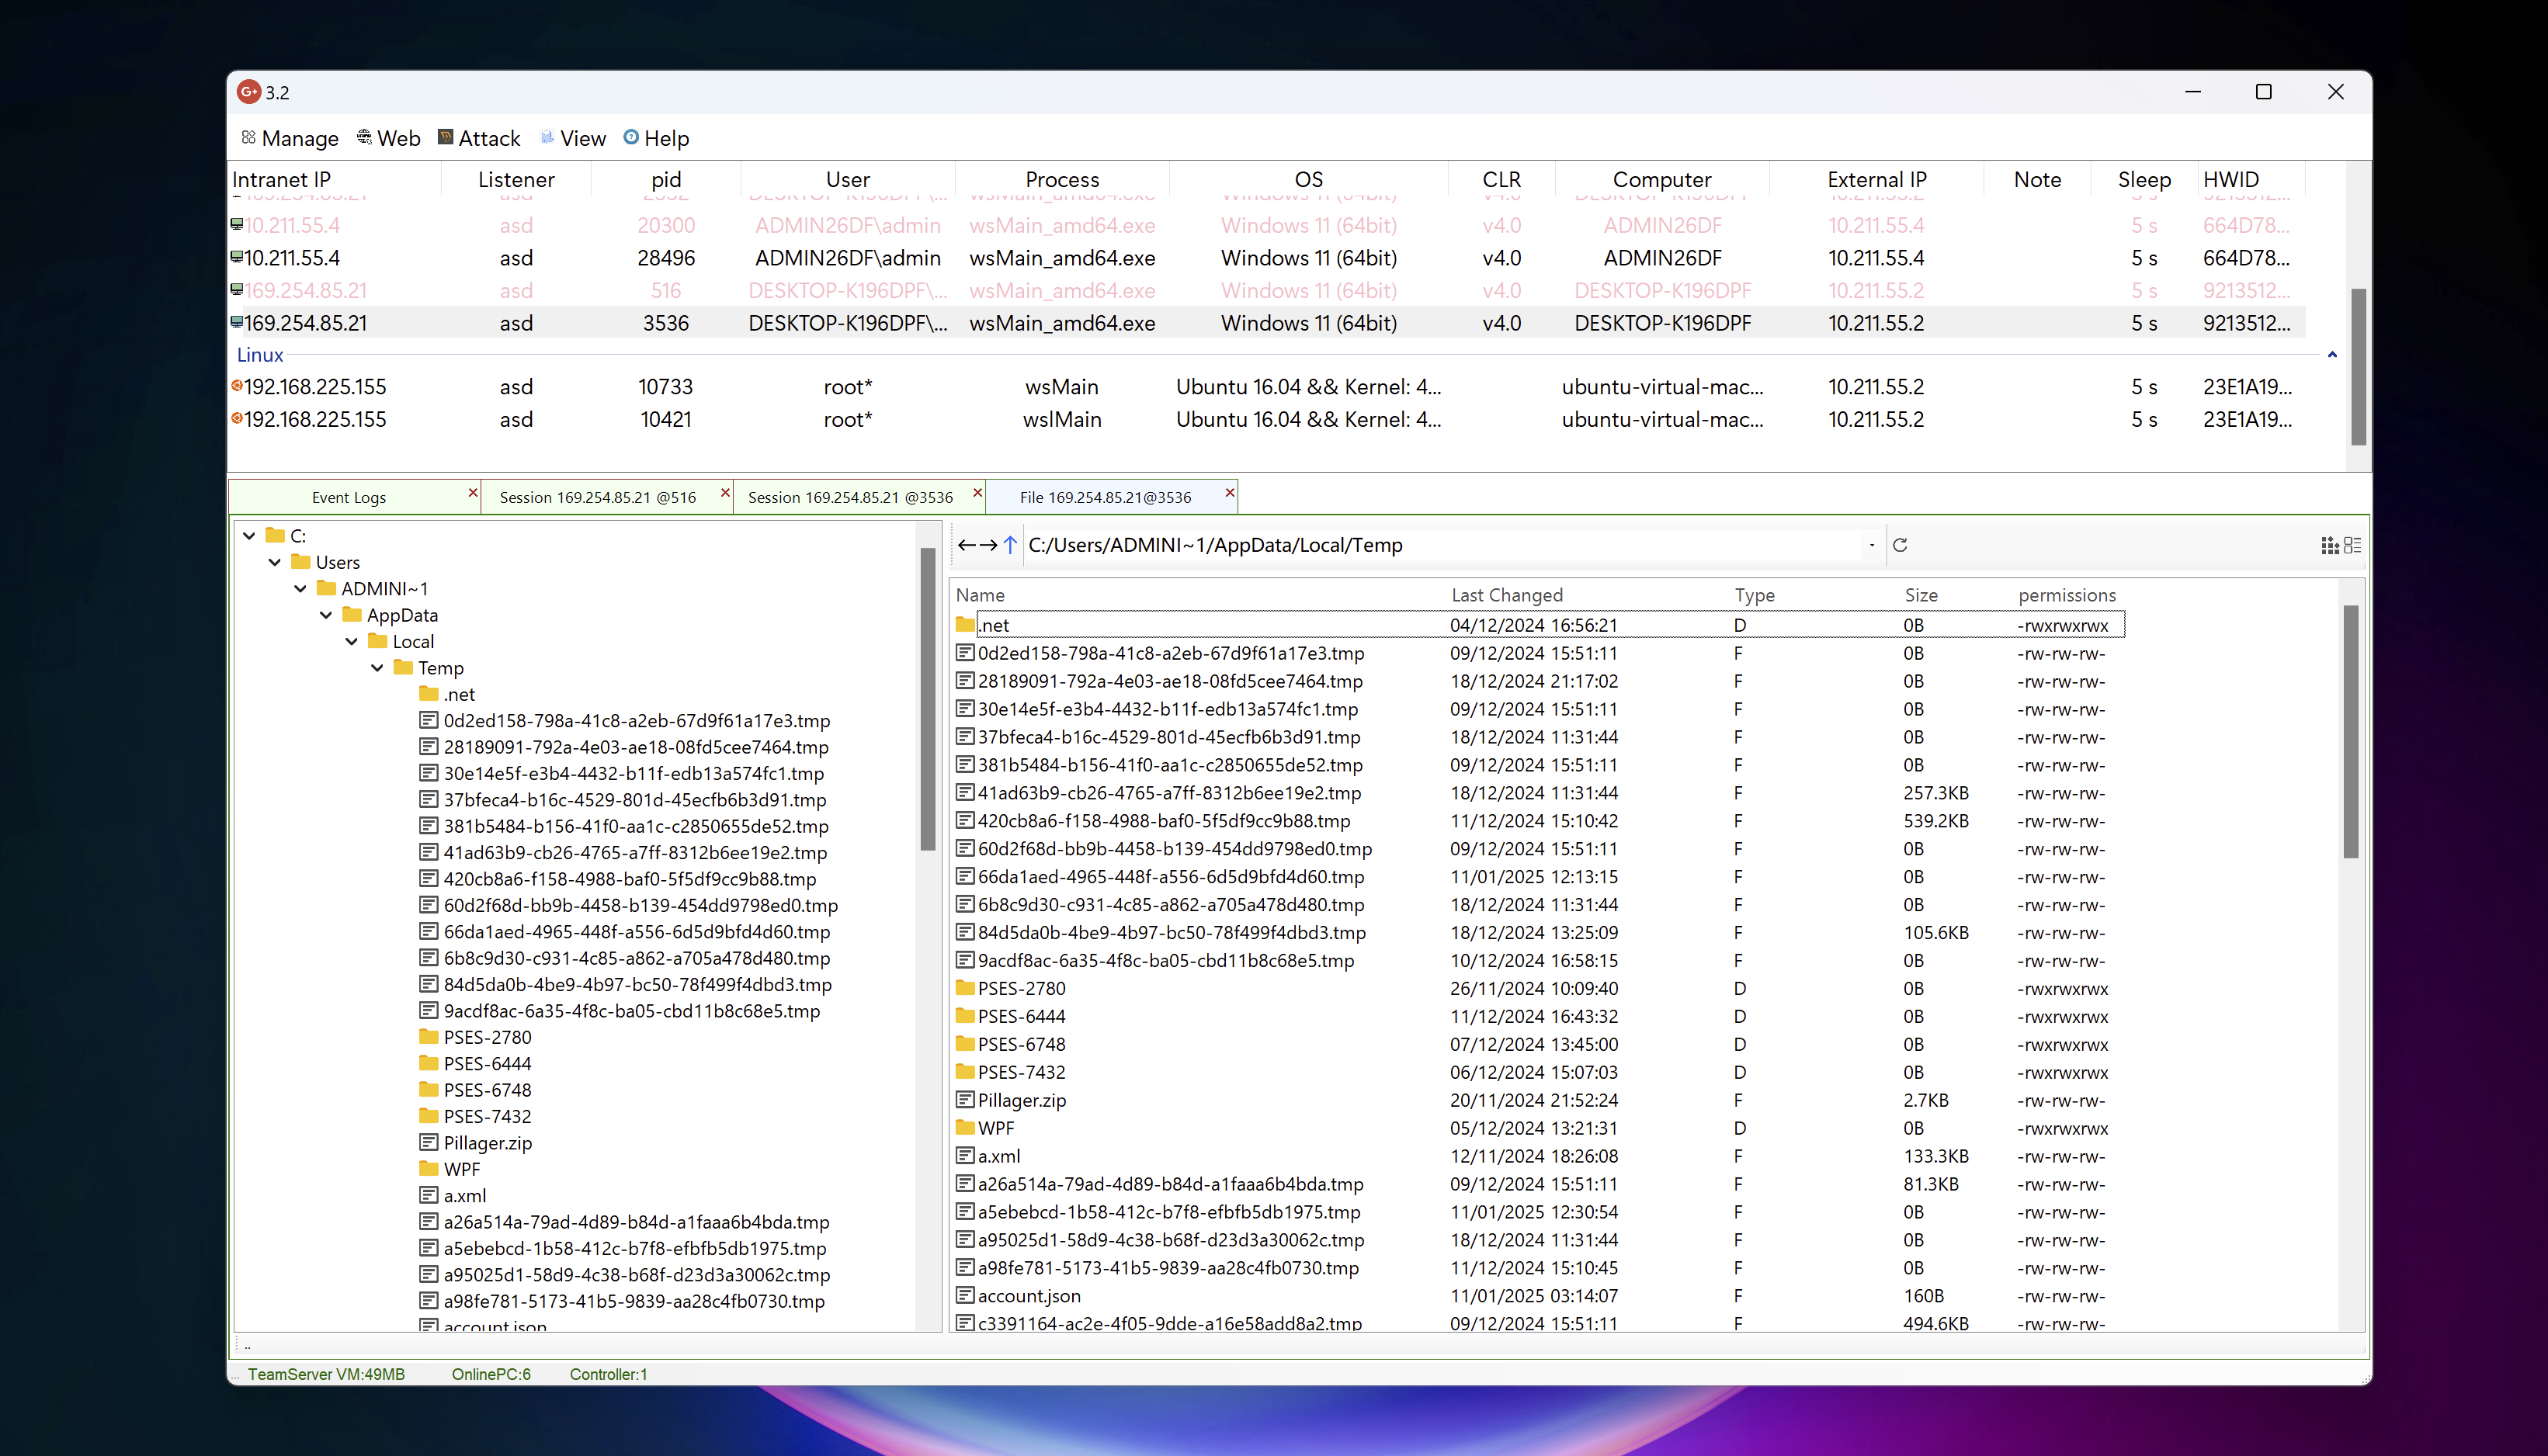 G+ 3.2
Manage Web Attack View Help
Intranet IP Listener pid User Process OS CLR Computer External IP Note Sleep HWID
10.211.55.4 asd 20300 ADMIN26DF\admin wsMain_amd64.exe Windows 11 (64bit) v4.0 ADMIN26DF 10.211.55.4 5 s 664D78...
10.211.55.4 asd 28496 ADMIN26DF\admin wsMain_amd64.exe Windows 11 (64bit) v4.0 ADMIN26DF 10.211.55.4 5 s 664D78...
169.254.85.21 asd 516 DESKTOP-K196DPF\... wsMain_amd64.exe Windows 11 (64bit) v4.0 DESKTOP-K196DPF 10.211.55.2 5 s 9213512...
169.254.85.21 asd 3536 DESKTOP-K196DPF\... wsMain_amd64.exe Windows 11 (64bit) v4.0 DESKTOP-K196DPF 10.211.55.2 5 s 9213512...
Linux
192.168.225.155 asd 10733 root* wsMain Ubuntu 16.04 && Kernel: 4... ubuntu-virtual-mac... 10.211.55.2 5 s 23E1A19...
192.168.225.155 asd 10421 root* wslMain Ubuntu 16.04 && Kernel: 4... ubuntu-virtual-mac... 10.211.55.2 5 s 23E1A19...
Event Logs Session 169.254.85.21 @516 Session 169.254.85.21 @3536 File 169.254.85.21@3536
C:
Users
ADMINI~1
AppData
Local
Temp
.net
0d2ed158-798a-41c8-a2eb-67d9f61a17e3.tmp
28189091-792a-4e03-ae18-08fd5cee7464.tmp
30e14e5f-e3b4-4432-b11f-edb13a574fc1.tmp
37bfeca4-b16c-4529-801d-45ecfb6b3d91.tmp
381b5484-b156-41f0-aa1c-c2850655de52.tmp
41ad63b9-cb26-4765-a7ff-8312b6ee19e2.tmp
420cb8a6-f158-4988-baf0-5f5df9cc9b88.tmp
60d2f68d-bb9b-4458-b139-454dd9798ed0.tmp
66da1aed-4965-448f-a556-6d5d9bfd4d60.tmp
6b8c9d30-c931-4c85-a862-a705a478d480.tmp
84d5da0b-4be9-4b97-bc50-78f499f4dbd3.tmp
9acdf8ac-6a35-4f8c-ba05-cbd11b8c68e5.tmp
PSES-2780
PSES-6444
PSES-6748
PSES-7432
Pillager.zip
WPF
a.xml
a26a514a-79ad-4d89-b84d-a1faaa6b4bda.tmp
a5ebebcd-1b58-412c-b7f8-efbfb5db1975.tmp
a95025d1-58d9-4c38-b68f-d23d3a30062c.tmp
a98fe781-5173-41b5-9839-aa28c4fb0730.tmp
account.json
C:/Users/ADMINI~1/AppData/Local/Temp
Name Last Changed Type Size permissions
.net 04/12/2024 16:56:21 D 0B -rwxrwxrwx
0d2ed158-798a-41c8-a2eb-67d9f61a17e3.tmp 09/12/2024 15:51:11 F 0B -rw-rw-rw-
28189091-792a-4e03-ae18-08fd5cee7464.tmp 18/12/2024 21:17:02 F 0B -rw-rw-rw-
30e14e5f-e3b4-4432-b11f-edb13a574fc1.tmp 09/12/2024 15:51:11 F 0B -rw-rw-rw-
37bfeca4-b16c-4529-801d-45ecfb6b3d91.tmp 18/12/2024 11:31:44 F 0B -rw-rw-rw-
381b5484-b156-41f0-aa1c-c2850655de52.tmp 09/12/2024 15:51:11 F 0B -rw-rw-rw-
41ad63b9-cb26-4765-a7ff-8312b6ee19e2.tmp 18/12/2024 11:31:44 F 257.3KB -rw-rw-rw-
420cb8a6-f158-4988-baf0-5f5df9cc9b88.tmp 11/12/2024 15:10:42 F 539.2KB -rw-rw-rw-
60d2f68d-bb9b-4458-b139-454dd9798ed0.tmp 09/12/2024 15:51:11 F 0B -rw-rw-rw-
66da1aed-4965-448f-a556-6d5d9bfd4d60.tmp 11/01/2025 12:13:15 F 0B -rw-rw-rw-
6b8c9d30-c931-4c85-a862-a705a478d480.tmp 18/12/2024 11:31:44 F 0B -rw-rw-rw-
84d5da0b-4be9-4b97-bc50-78f499f4dbd3.tmp 18/12/2024 13:25:09 F 105.6KB -rw-rw-rw-
9acdf8ac-6a35-4f8c-ba05-cbd11b8c68e5.tmp 10/12/2024 16:58:15 F 0B -rw-rw-rw-
PSES-2780 26/11/2024 10:09:40 D 0B -rwxrwxrwx
PSES-6444 11/12/2024 16:43:32 D 0B -rwxrwxrwx
PSES-6748 07/12/2024 13:45:00 D 0B -rwxrwxrwx
PSES-7432 06/12/2024 15:07:03 D 0B -rwxrwxrwx
Pillager.zip 20/11/2024 21:52:24 F 2.7KB -rw-rw-rw-
WPF 05/12/2024 13:21:31 D 0B -rwxrwxrwx
a.xml 12/11/2024 18:26:08 F 133.3KB -rw-rw-rw-
a26a514a-79ad-4d89-b84d-a1faaa6b4bda.tmp 09/12/2024 15:51:11 F 81.3KB -rw-rw-rw-
a5ebebcd-1b58-412c-b7f8-efbfb5db1975.tmp 11/01/2025 12:30:54 F 0B -rw-rw-rw-
a95025d1-58d9-4c38-b68f-d23d3a30062c.tmp 18/12/2024 11:31:44 F 0B -rw-rw-rw-
a98fe781-5173-41b5-9839-aa28c4fb0730.tmp 11/12/2024 15:10:45 F 0B -rw-rw-rw-
account.json 11/01/2025 03:14:07 F 160B -rw-rw-rw-
c3391164-ac2e-4f05-9dde-a16e58add8a2.tmp 09/12/2024 15:51:11 F 494.6KB -rw-rw-rw-
..
TeamServer VM:49MB OnlinePC:6 Controller:1